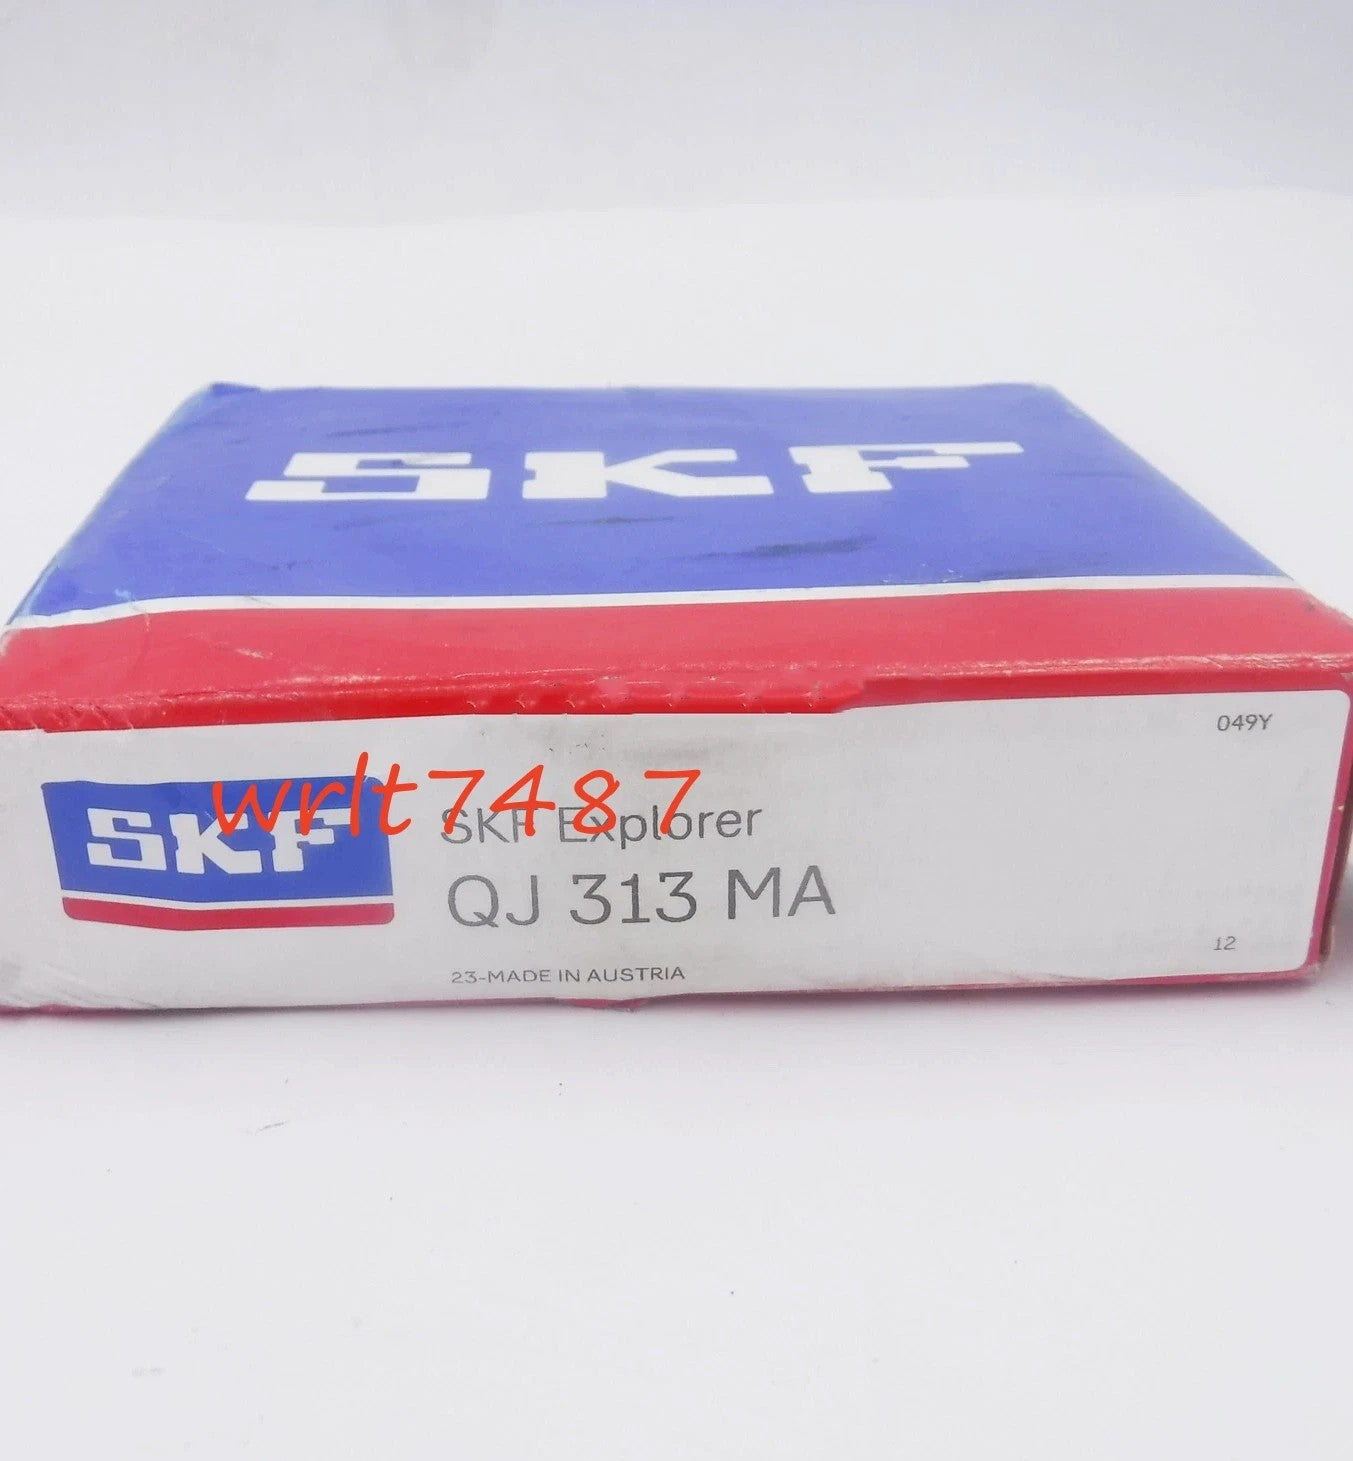 SKF
049Y
SKF
wrlt7487
SKF Explorer
QJ 313 MA
12
23-MADE IN AUSTRIA